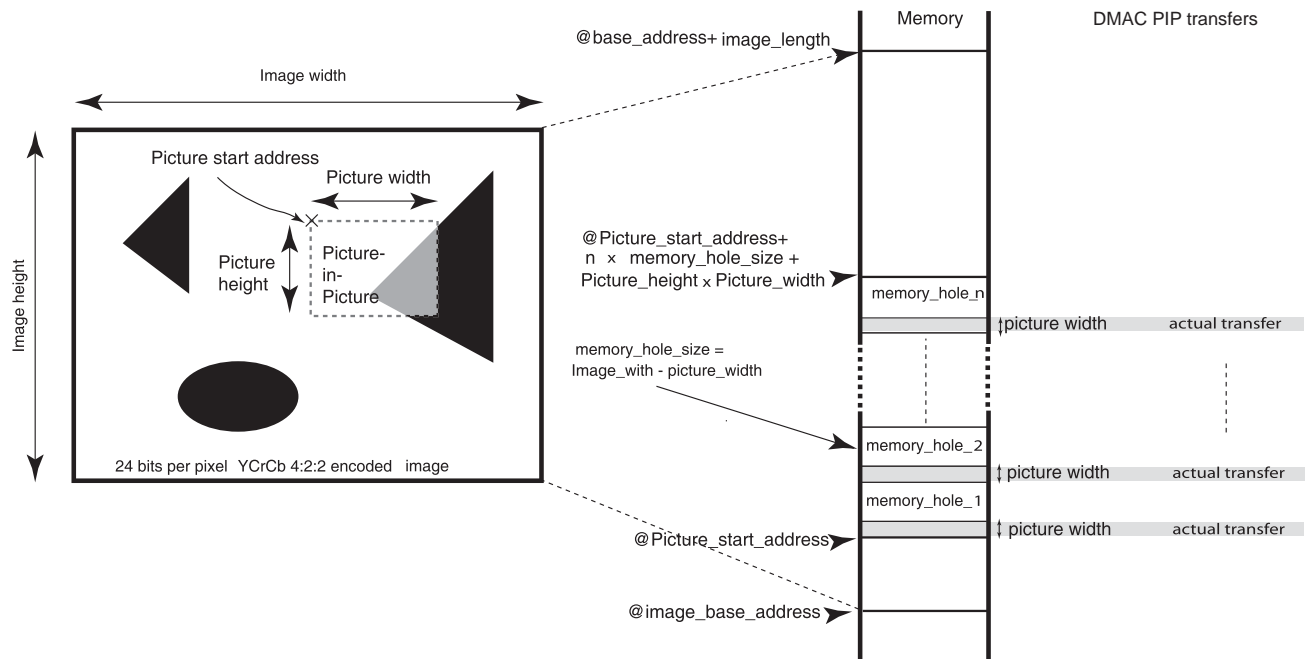 Image width
Image height
Picture start address
Picture width
Picture
height
Picture-
in-
Picture
24 bits per pixel YCrCb 4:2:2 encoded image
@base_address+ image_length
@Picture_start_address+
n x memory_hole_size +
Picture_height x Picture_width
memory_hole_size =
Image_with - picture_width
@Picture_start_address
@image_base_address
Memory
DMAC PIP transfers
memory_hole_n
picture width actual transfer
memory_hole_2
picture width actual transfer
memory_hole_1
picture width actual transfer